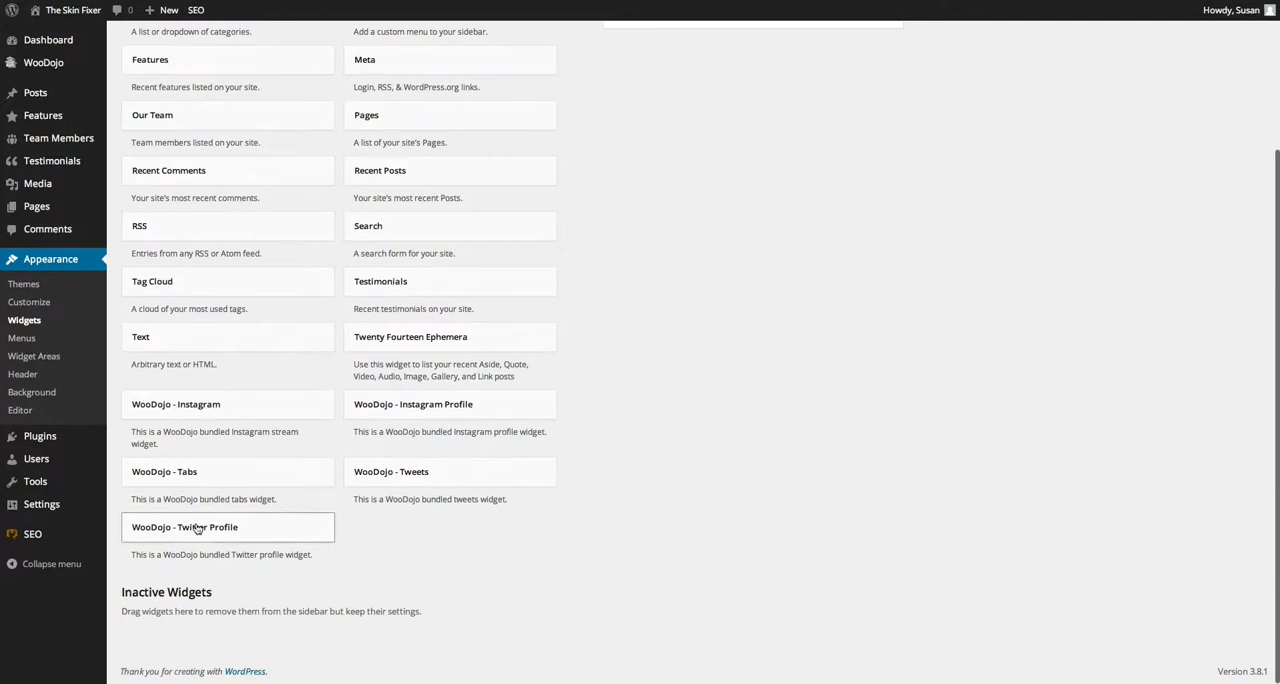 The Skin Fixer 0 New SEO Howdy, Susan
Dashboard
WooDojo
Posts
Features
Team Members
Testimonials
Media
Pages
Comments
Appearance
Themes
Customize
Widgets
Menus
Widget Areas
Header
Background
Editor
Plugins
Users
Tools
Settings
SEO
Collapse menu
A list or dropdown of categories.
Add a custom menu to your sidebar.
Features
Recent features listed on your site.
Meta
Login, RSS, & WordPress.org links.
Our Team
Team members listed on your site.
Pages
A list of your site's Pages.
Recent Comments
Your site's most recent comments.
Recent Posts
Your site's most recent Posts.
RSS
Entries from any RSS or Atom feed.
Search
A search form for your site.
Tag Cloud
A cloud of your most used tags.
Testimonials
Recent testimonials on your site.
Text
Arbitrary text or HTML.
Twenty Fourteen Ephemera
Use this widget to list your recent Aside, Quote,
Video, Audio, Image, Gallery, and Link posts
WooDojo - Instagram
This is a WooDojo bundled Instagram stream
widget.
WooDojo - Instagram Profile
This is a WooDojo bundled Instagram profile widget.
WooDojo - Tabs
This is a WooDojo bundled tabs widget.
WooDojo - Tweets
This is a WooDojo bundled tweets widget.
WooDojo - Twitter Profile
This is a WooDojo bundled Twitter profile widget.
Inactive Widgets
Drag widgets here to remove them from the sidebar but keep their settings.
Thank you for creating with WordPress.
Version 3.8.1